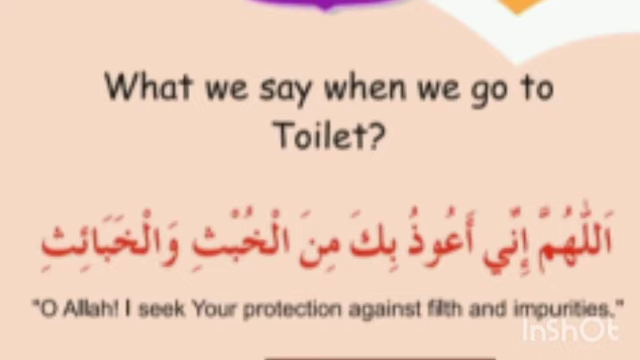 What we say when we go to
Toilet?
اَللّٰهُمَّ إِنِّي أَعُوذُ بِكَ مِنَ الْخُبْثِ وَالْخَبَائِثِ
"O Allah! I seek Your protection against filth and impurities."
InShOt